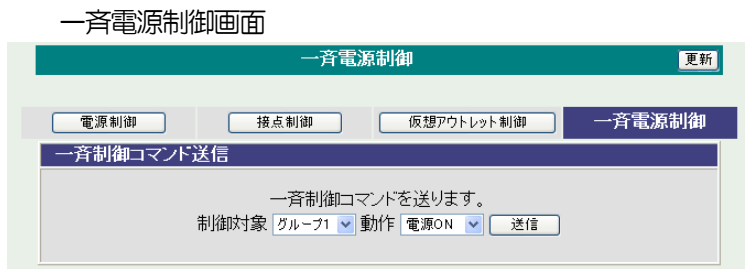 一斉電源制御画面
一斉電源制御 更新
電源制御 接点制御 仮想アウトレット制御 一斉電源制御
一斉制御コマンド送信
一斉制御コマンドを送ります。
制御対象 グループ1 動作 電源ON 送信